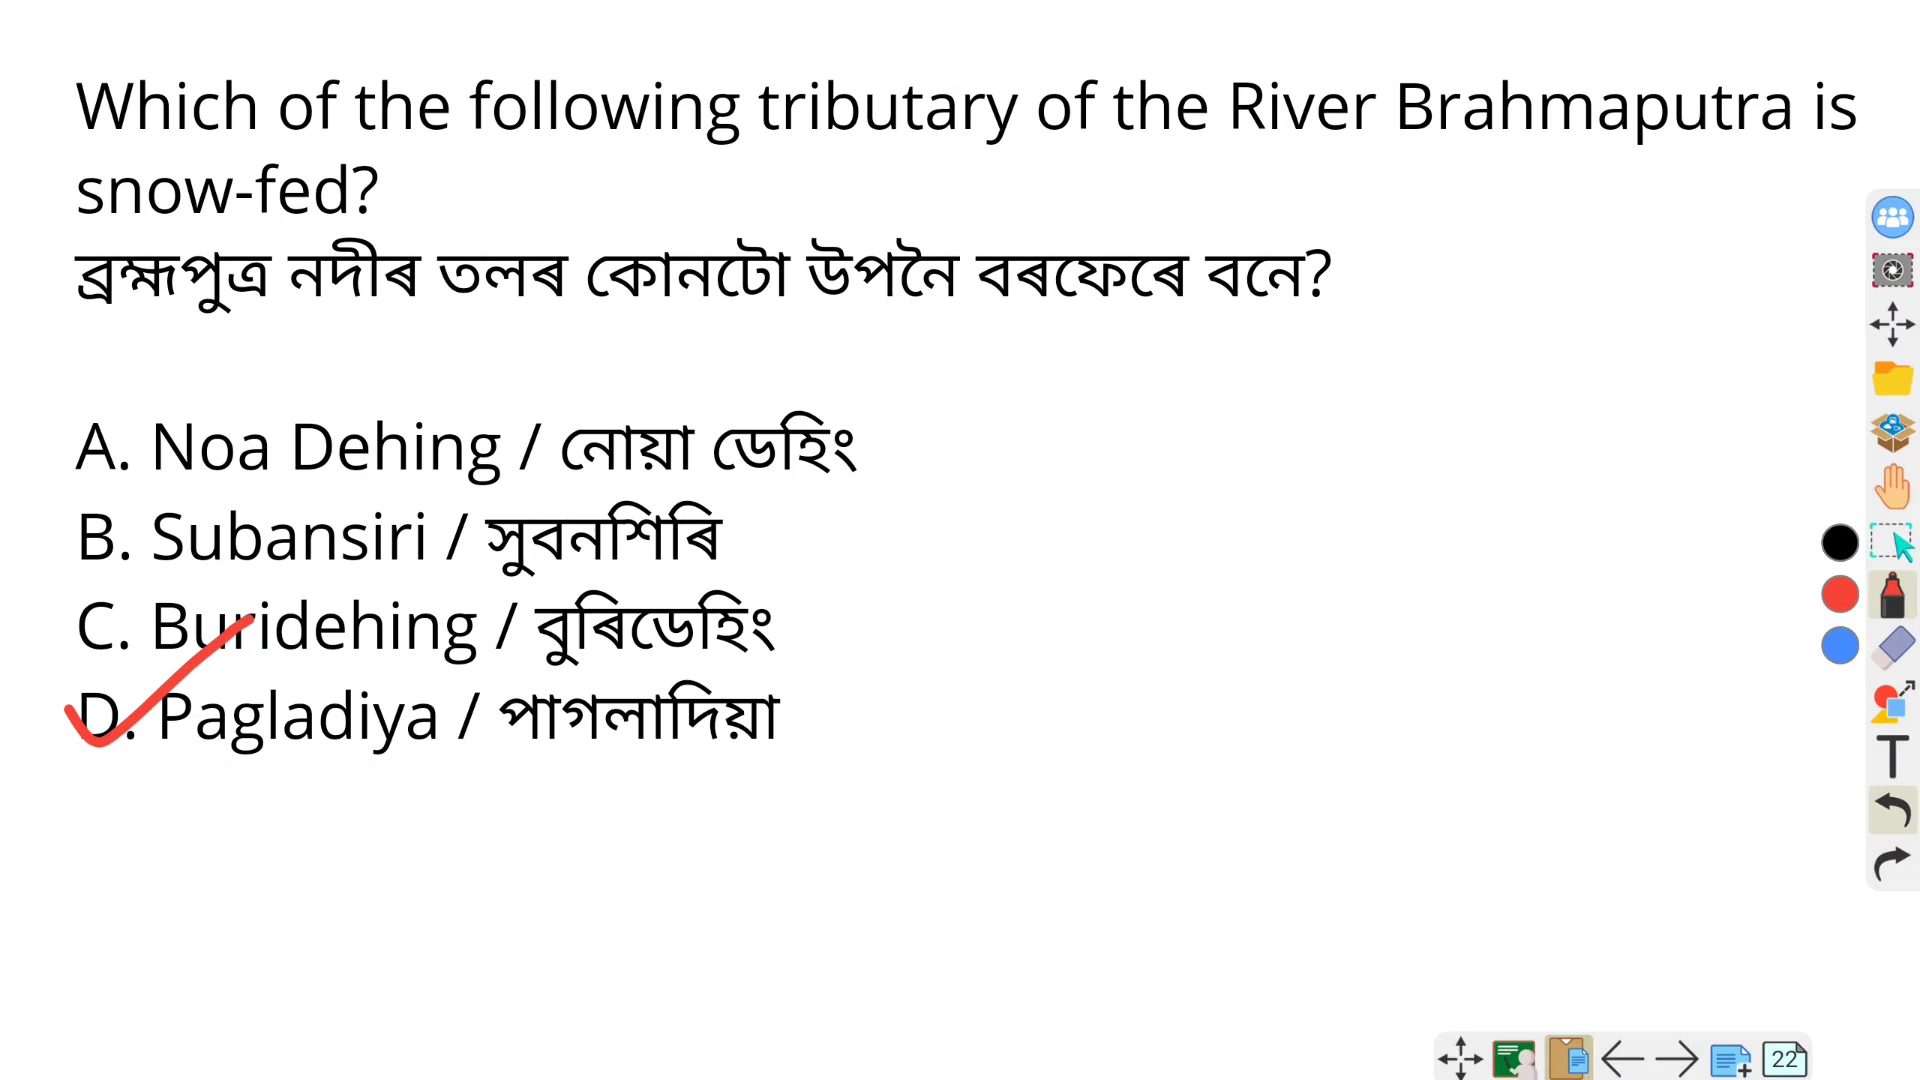 Which of the following tributary of the River Brahmaputra is
snow-fed?
ব্ৰহ্মপুত্ৰ নদীৰ তলৰ কোনটো উপনৈ বৰফেৰে বনে?
A. Noa Dehing / নোয়া ডেহিং
B. Subansiri / সুবনশিৰি
C. Buridehing / বুৰিডেহিং
D. Pagladiya / পাগলাদিয়া
T
22